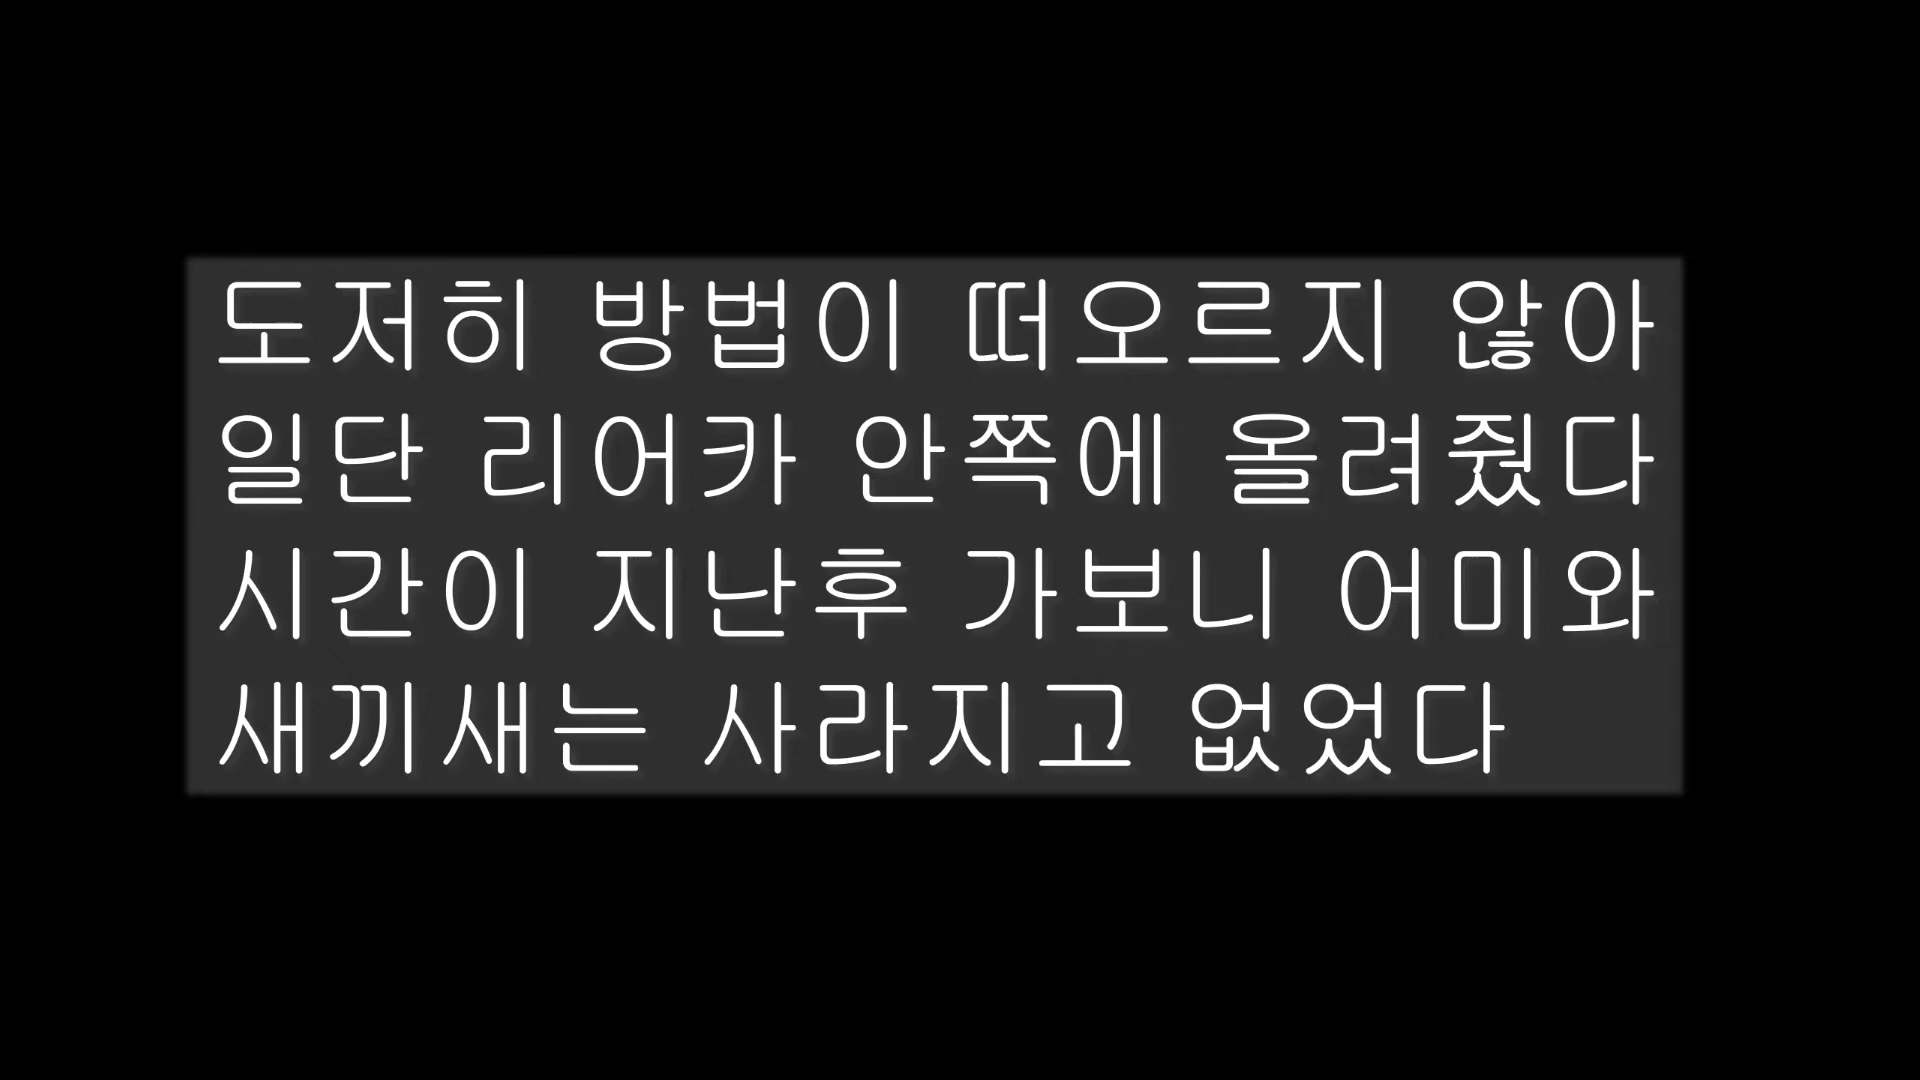 도저히 방법이 떠오르지 않아
일단 리어카 안쪽에 올려줬다
시간이 지난후 가보니 어미와
새끼새는 사라지고 없었다